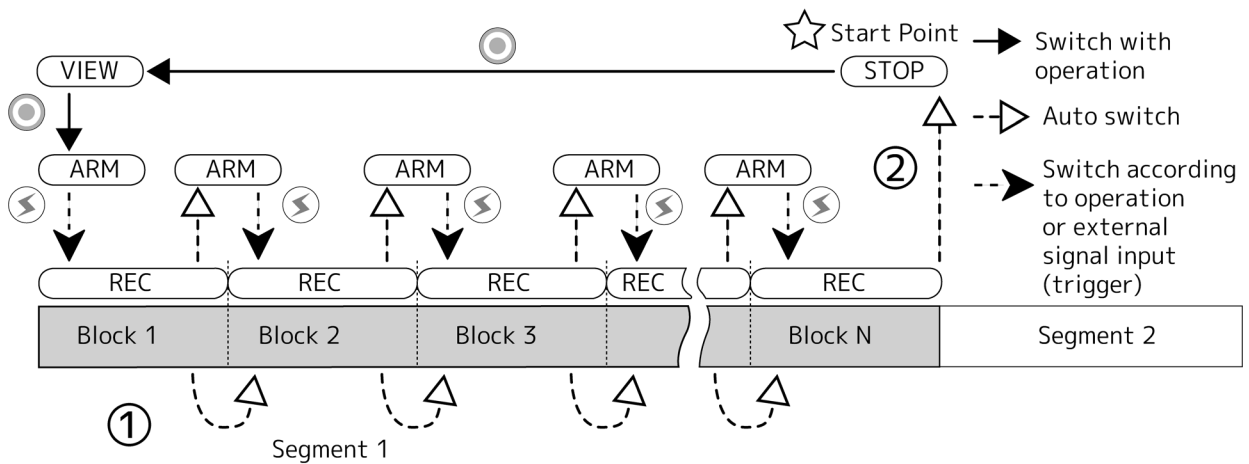 ☆ Start Point
Switch with
operation
VIEW
STOP
Auto switch
ARM
ARM
ARM
ARM
ARM
②
Switch according
to operation
or external
signal input
(trigger)
REC
REC
REC
REC
REC
Block 1
Block 2
Block 3
Block N
Segment 2
①
Segment 1